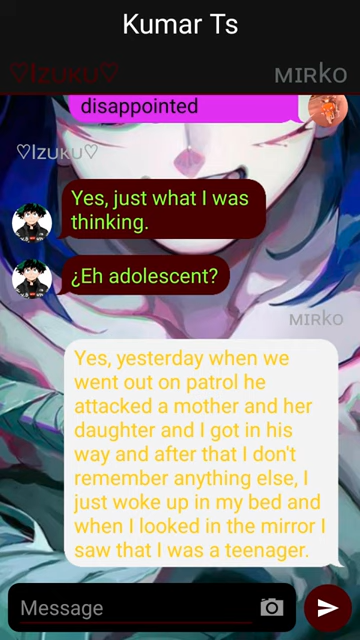 Kumar Ts
♡Izuku♡ MIRKO
disappointed
♡Izuku♡
Yes, just what I was
thinking.
¿Eh adolescent?
MIRKO
Yes, yesterday when we
went out on patrol he
attacked a mother and her
daughter and I got in his
way and after that I don't
remember anything else, I
just woke up in my bed and
when I looked in the mirror I
saw that I was a teenager.
Message